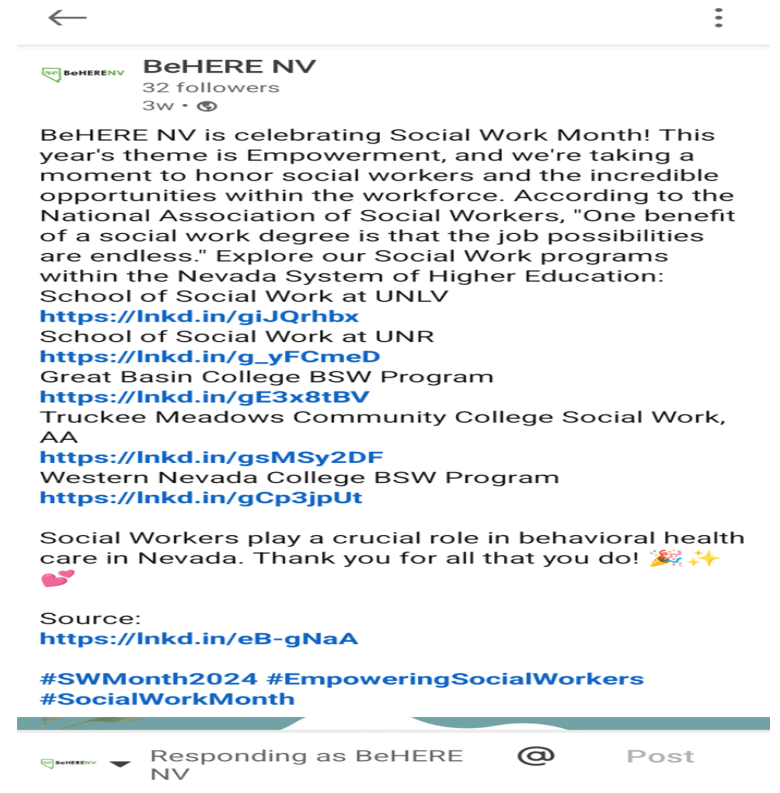 BeHERENV
BeHERE NV
32 followers
3w •
BeHERE NV is celebrating Social Work Month! This
year's theme is Empowerment, and we're taking a
moment to honor social workers and the incredible
opportunities within the workforce. According to the
National Association of Social Workers, "One benefit
of a social work degree is that the job possibilities
are endless." Explore our Social Work programs
within the Nevada System of Higher Education:
School of Social Work at UNLV
https://lnkd.in/giJQrhbx
School of Social Work at UNR
https://lnkd.in/g_yFCmeD
Great Basin College BSW Program
https://lnkd.in/gE3x8tBV
Truckee Meadows Community College Social Work,
AA
https://lnkd.in/gsMSy2DF
Western Nevada College BSW Program
https://lnkd.in/gCp3jpUt
Social Workers play a crucial role in behavioral health
care in Nevada. Thank you for all that you do! 🎉✨
💕
Source:
https://lnkd.in/eB-gNaA
#SWMonth2024 #EmpoweringSocialWorkers
#SocialWorkMonth
BeHERENV
Responding as BeHERE
NV
@
Post